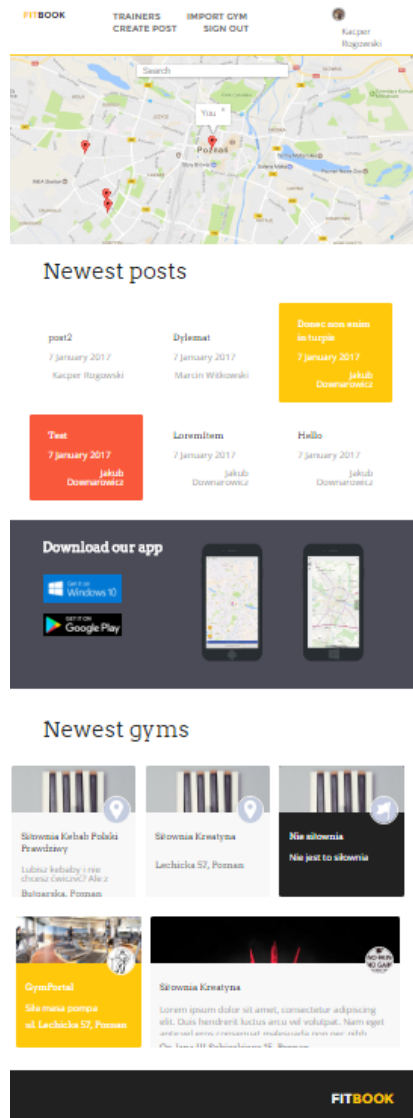 FITBOOK
TRAINERS IMPORT GYM
CREATE POST SIGN OUT
Kacper
Rogowski
Search
You ×
Poznań
Newest posts
post2
7 January 2017
Kacper Rogowski
Dylemat
7 January 2017
Marcin Witkowski
Donec non enim
in turpis
7 January 2017
Jakub
Downarowicz
Test
7 January 2017
Jakub
Downarowicz
LoremItem
7 January 2017
Jakub
Downarowicz
Hello
7 January 2017
Jakub
Downarowicz
Download our app
Get it on
Windows 10
GET IT ON
Google Play
Newest gyms
Siłownia Kebab Polski
Prawdziwy
Lubisz kebaby i nie
chcesz ćwiczyć? Ale z
Bułgarska, Poznan
Siłownia Kreatyna
Lechicka 57, Poznan
Nie siłownia
Nie jest to siłownia
GymPortal
Siła masa pompa
ul. Lechicka 57, Poznan
Siłownia Kreatyna
Lorem ipsum dolor sit amet, consectetur adipiscing
elit. Duis hendrerit luctus arcu vel volutpat. Nam eget
FITBOOK